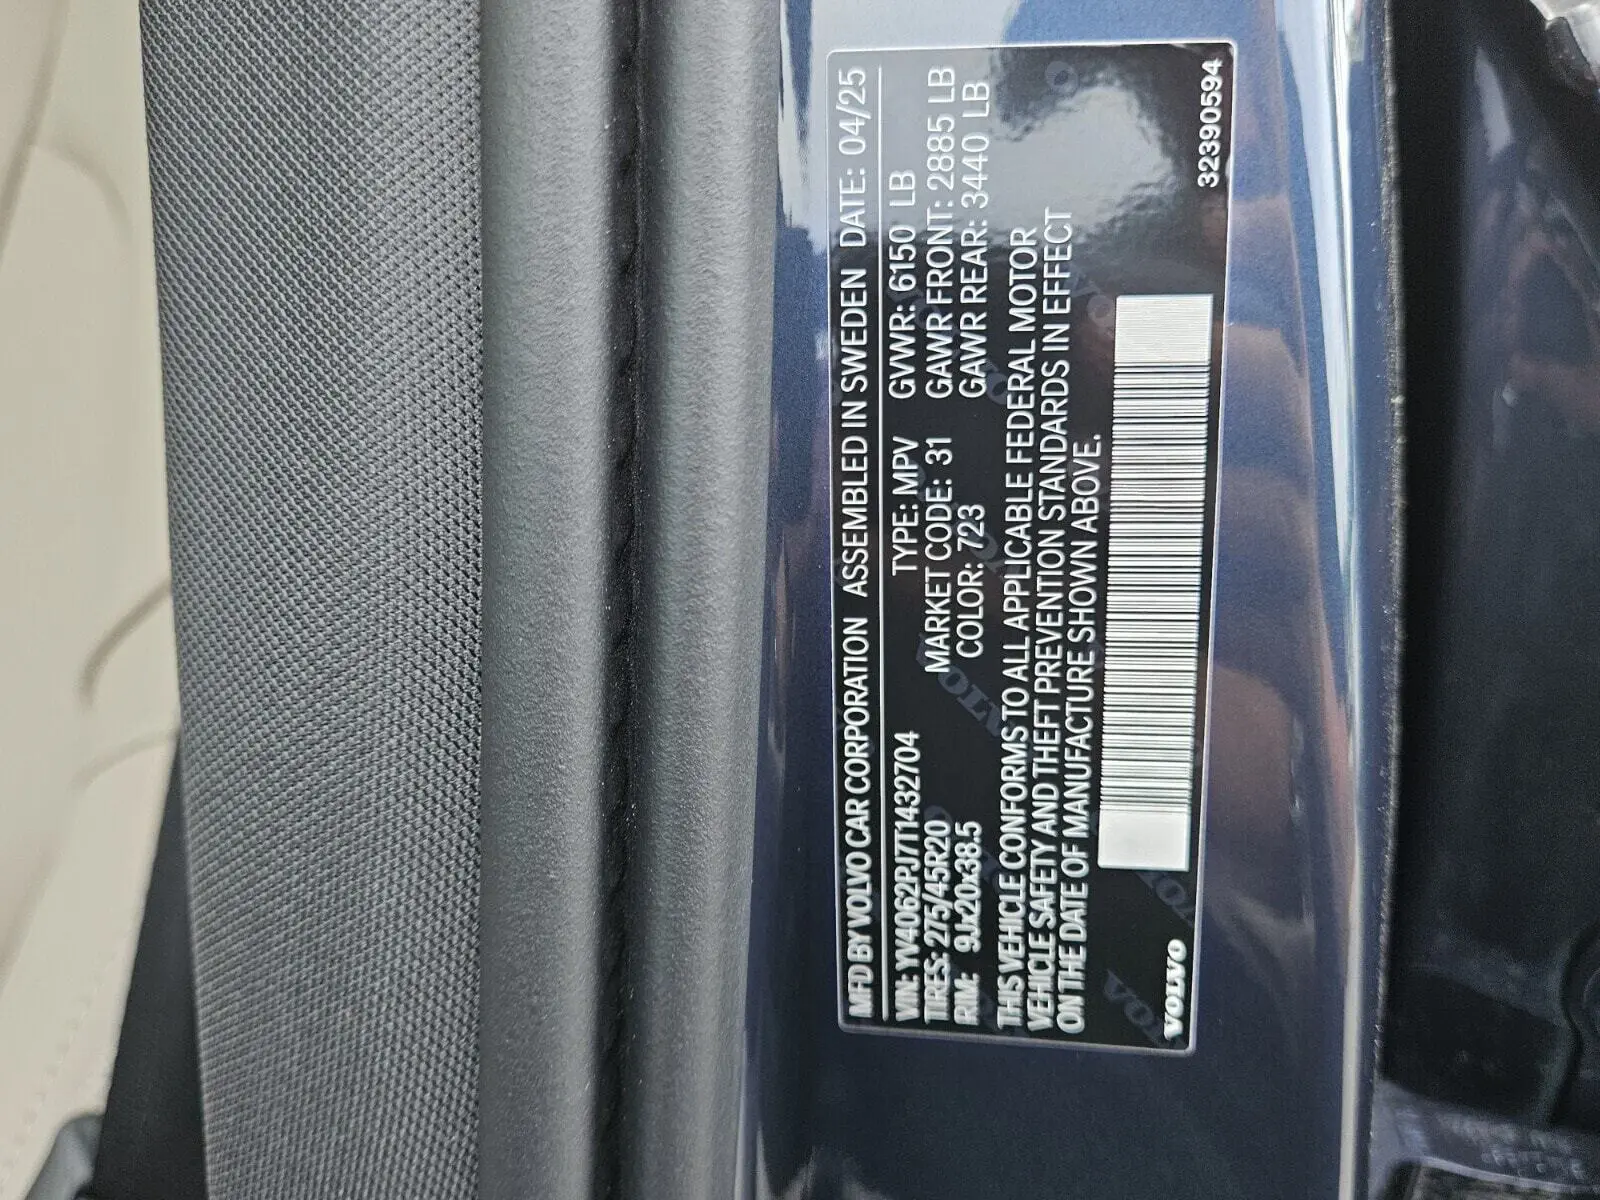 MFD BY VOLVO CAR CORPORATION ASSEMBLED IN SWEDEN DATE: 04/25
VIN: YV4062PJ7T1432704 TYPE: MPV GVWR: 6150 LB
TIRES: 275/45R20 MARKET CODE: 31 GAWR FRONT: 2885 LB
RIM: 9Jx20x38.5 COLOR: 723 GAWR REAR: 3440 LB
THIS VEHICLE CONFORMS TO ALL APPLICABLE FEDERAL MOTOR
VEHICLE SAFETY AND THEFT PREVENTION STANDARDS IN EFFECT
ON THE DATE OF MANUFACTURE SHOWN ABOVE.
VOLVO 32390594